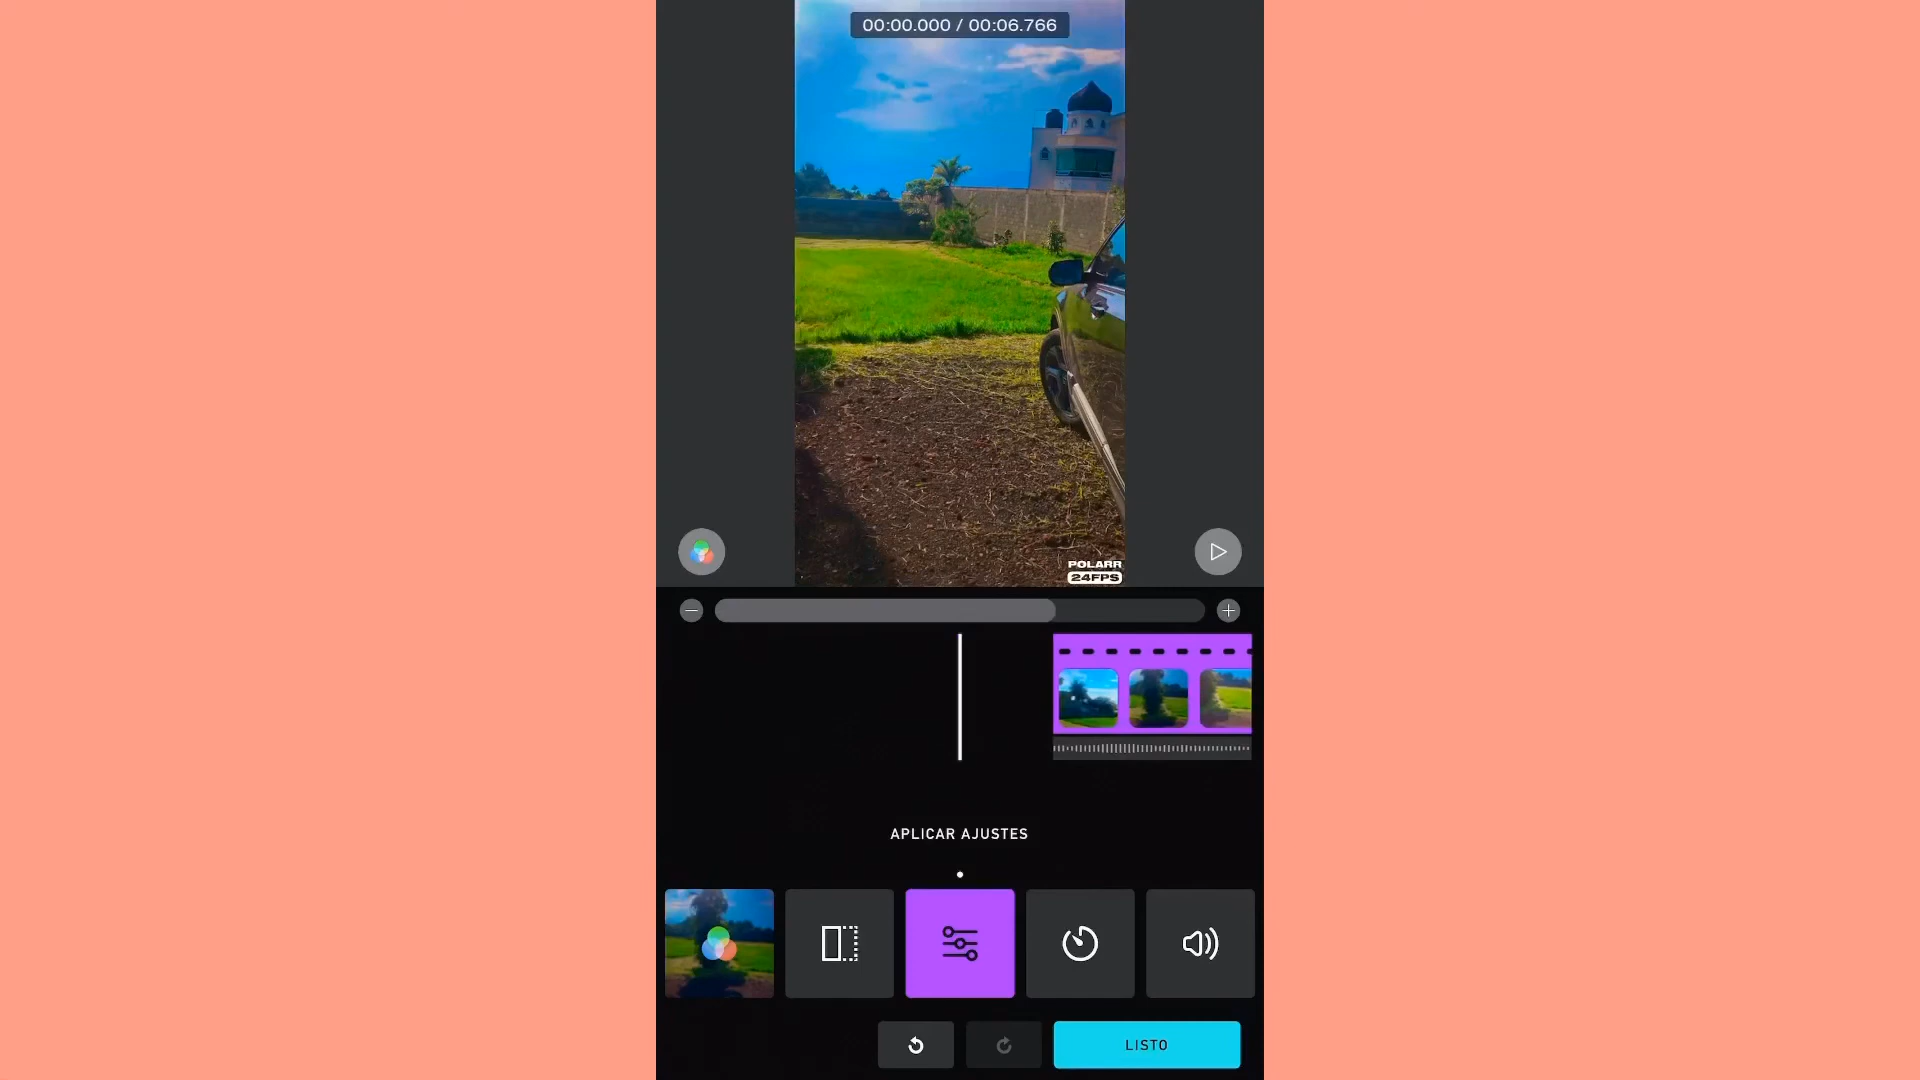 00:00.000 / 00:06.766
POLARR
24FPS
APLICAR AJUSTES
LISTO